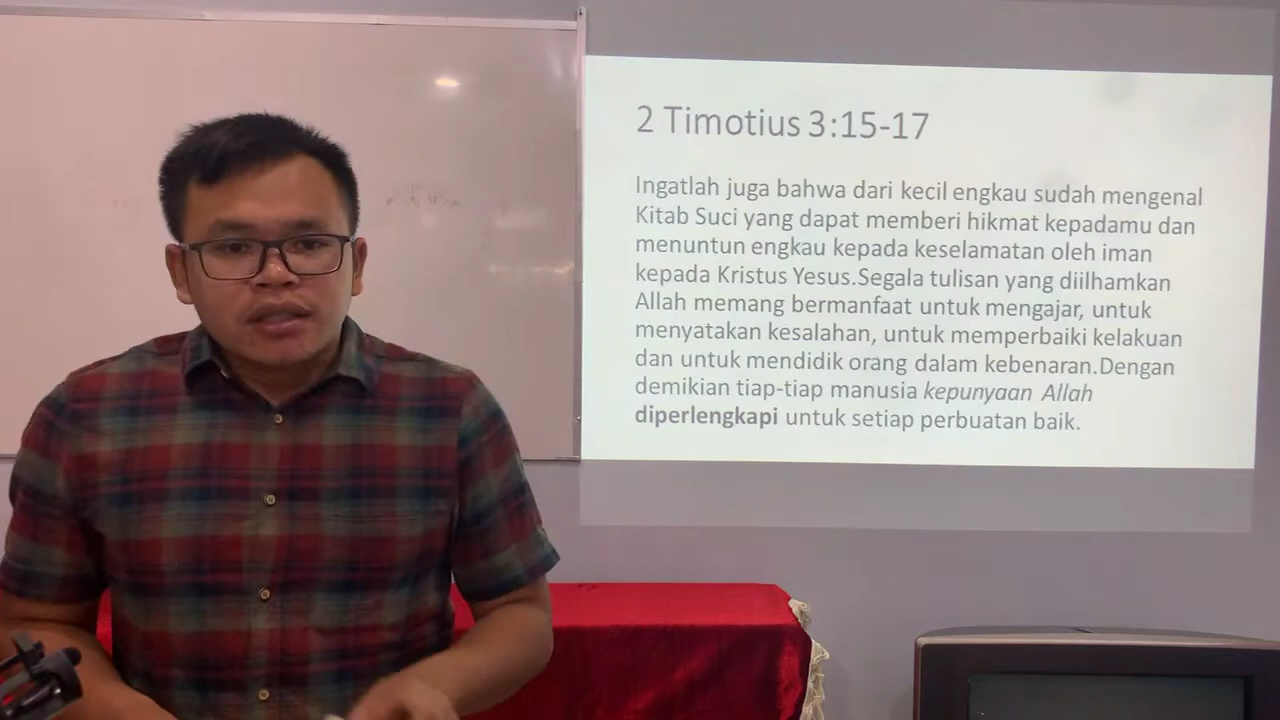 2 Timotius 3:15-17
Ingatlah juga bahwa dari kecil engkau sudah mengenal
Kitab Suci yang dapat memberi hikmat kepadamu dan
menuntun engkau kepada keselamatan oleh iman
kepada Kristus Yesus.Segala tulisan yang diilhamkan
Allah memang bermanfaat untuk mengajar, untuk
menyatakan kesalahan, untuk memperbaiki kelakuan
dan untuk mendidik orang dalam kebenaran.Dengan
demikian tiap-tiap manusia kepunyaan Allah
diperlengkapi untuk setiap perbuatan baik.